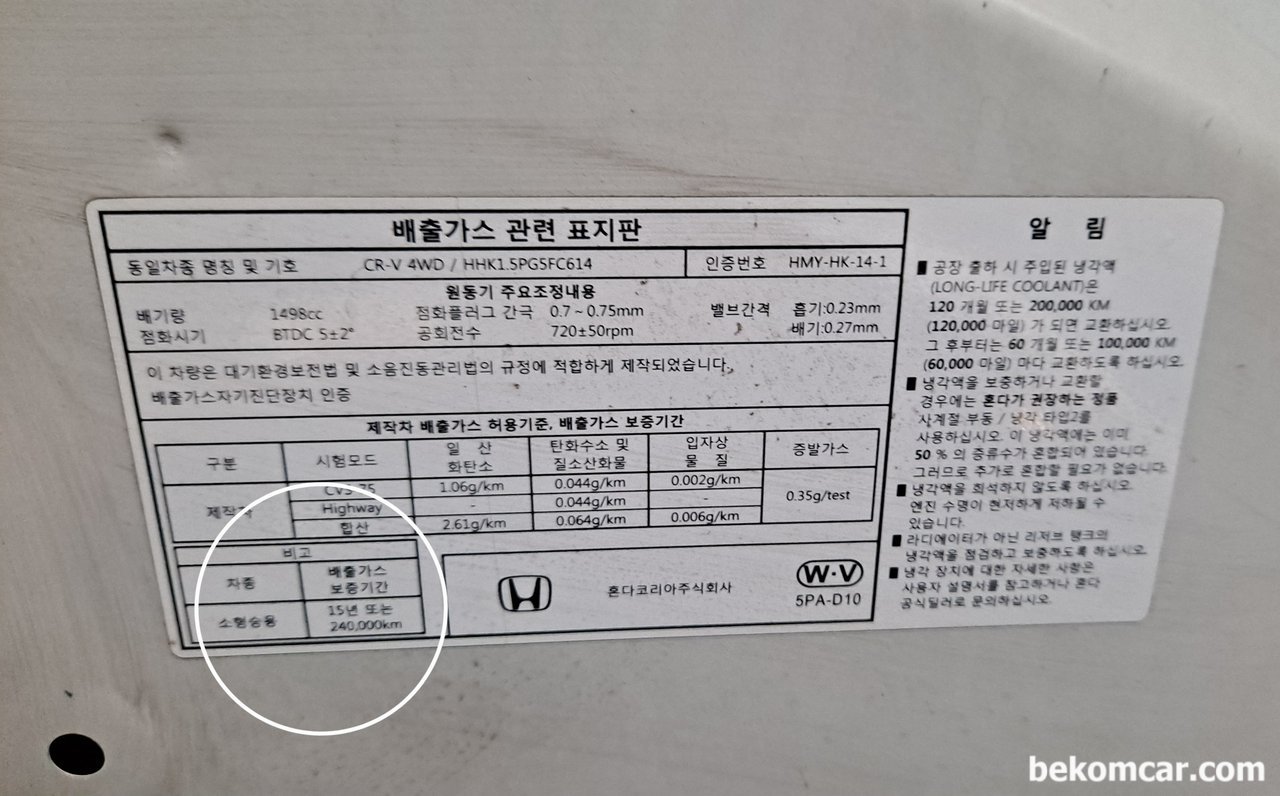 배출가스 관련 표지판
동일차종 명칭 및 기호 CR-V 4WD / HHK1.5PG5FC614 인증번호 HMY-HK-14-1
원동기 주요조정내용
배기량 1498cc 점화플러그 간극 0.7 ~ 0.75mm 밸브간격 흡기:0.23mm
점화시기 BTDC 5±2° 공회전수 720±50rpm 배기:0.27mm
이 차량은 대기환경보전법 및 소음진동관리법의 규정에 적합하게 제작되었습니다.
배출가스자기진단장치 인증
제작차 배출가스 허용기준, 배출가스 보증기간
구분 시험모드 일 산 화탄소 탄화수소 및 질소산화물 입자상 물 질 증발가스
제작차 CVS-75 1.06g/km 0.044g/km 0.002g/km 0.35g/test
Highway - 0.044g/km -
합산 2.61g/km 0.064g/km 0.006g/km
비고
차종 배출가스 보증기간
소형승용 15년 또는 240,000km
혼다코리아주식회사
W·V
5PA-D10
알 림
■ 공장 출하 시 주입된 냉각액
(LONG-LIFE COOLANT)은
120 개월 또는 200,000 KM
(120,000 마일) 가 되면 교환하십시오.
그 후부터는 60 개월 또는 100,000 KM
(60,000 마일) 마다 교환하도록 하십시오.
■ 냉각액을 보충하거나 교환할
경우에는 혼다가 권장하는 정품
사계절 부동 / 냉각 타입2를
사용하십시오. 이 냉각액에는 이미
50 % 의 증류수가 혼합되어 있습니다.
그러므로 추가로 혼합할 필요가 없습니다.
■ 냉각액을 희석하지 않도록 하십시오.
엔진 수명이 현저하게 저하될 수
있습니다.
■ 라디에이터가 아닌 리저브 탱크의
냉각액을 점검하고 보충하도록 하십시오.
■ 냉각 장치에 대한 자세한 사항은
사용자 설명서를 참고하거나 혼다
공식딜러로 문의하십시오.
bekomcar.com